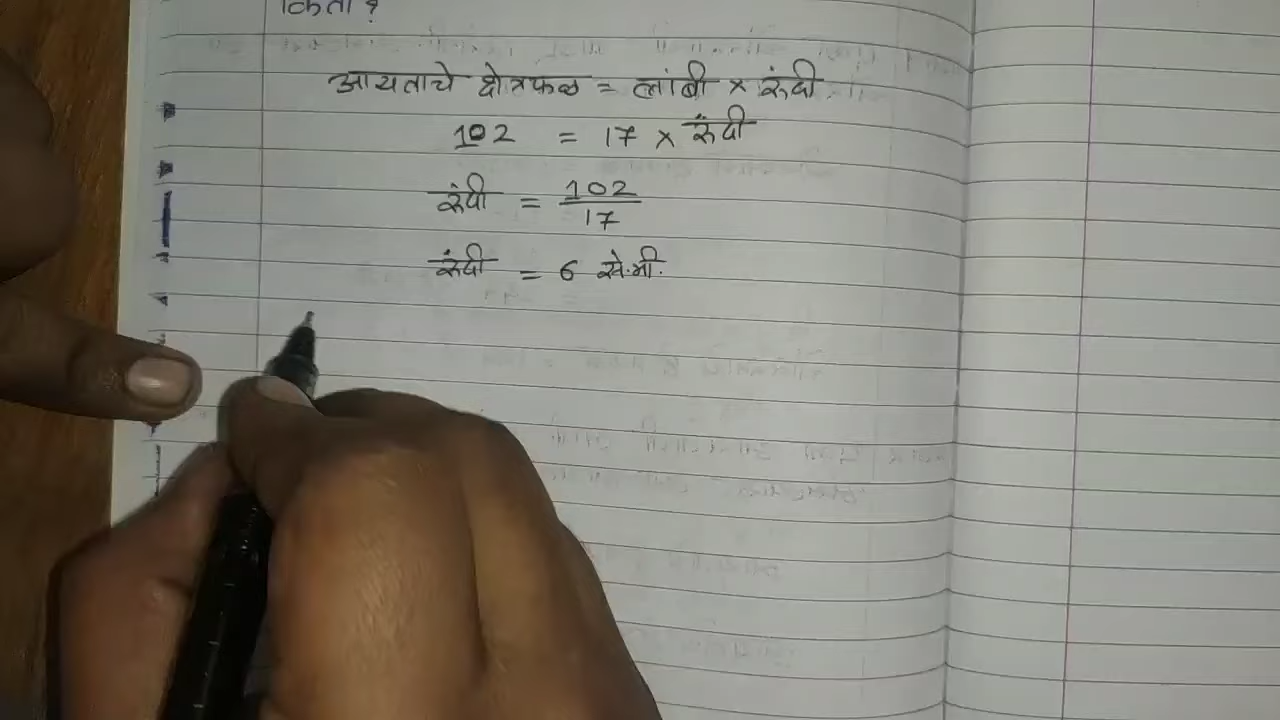 किती ?
आयताचे क्षेत्रफळ = लांबी × रुंदी
102 = 17 × रुंदी
रुंदी = 102
17
रुंदी = 6 से.मी.